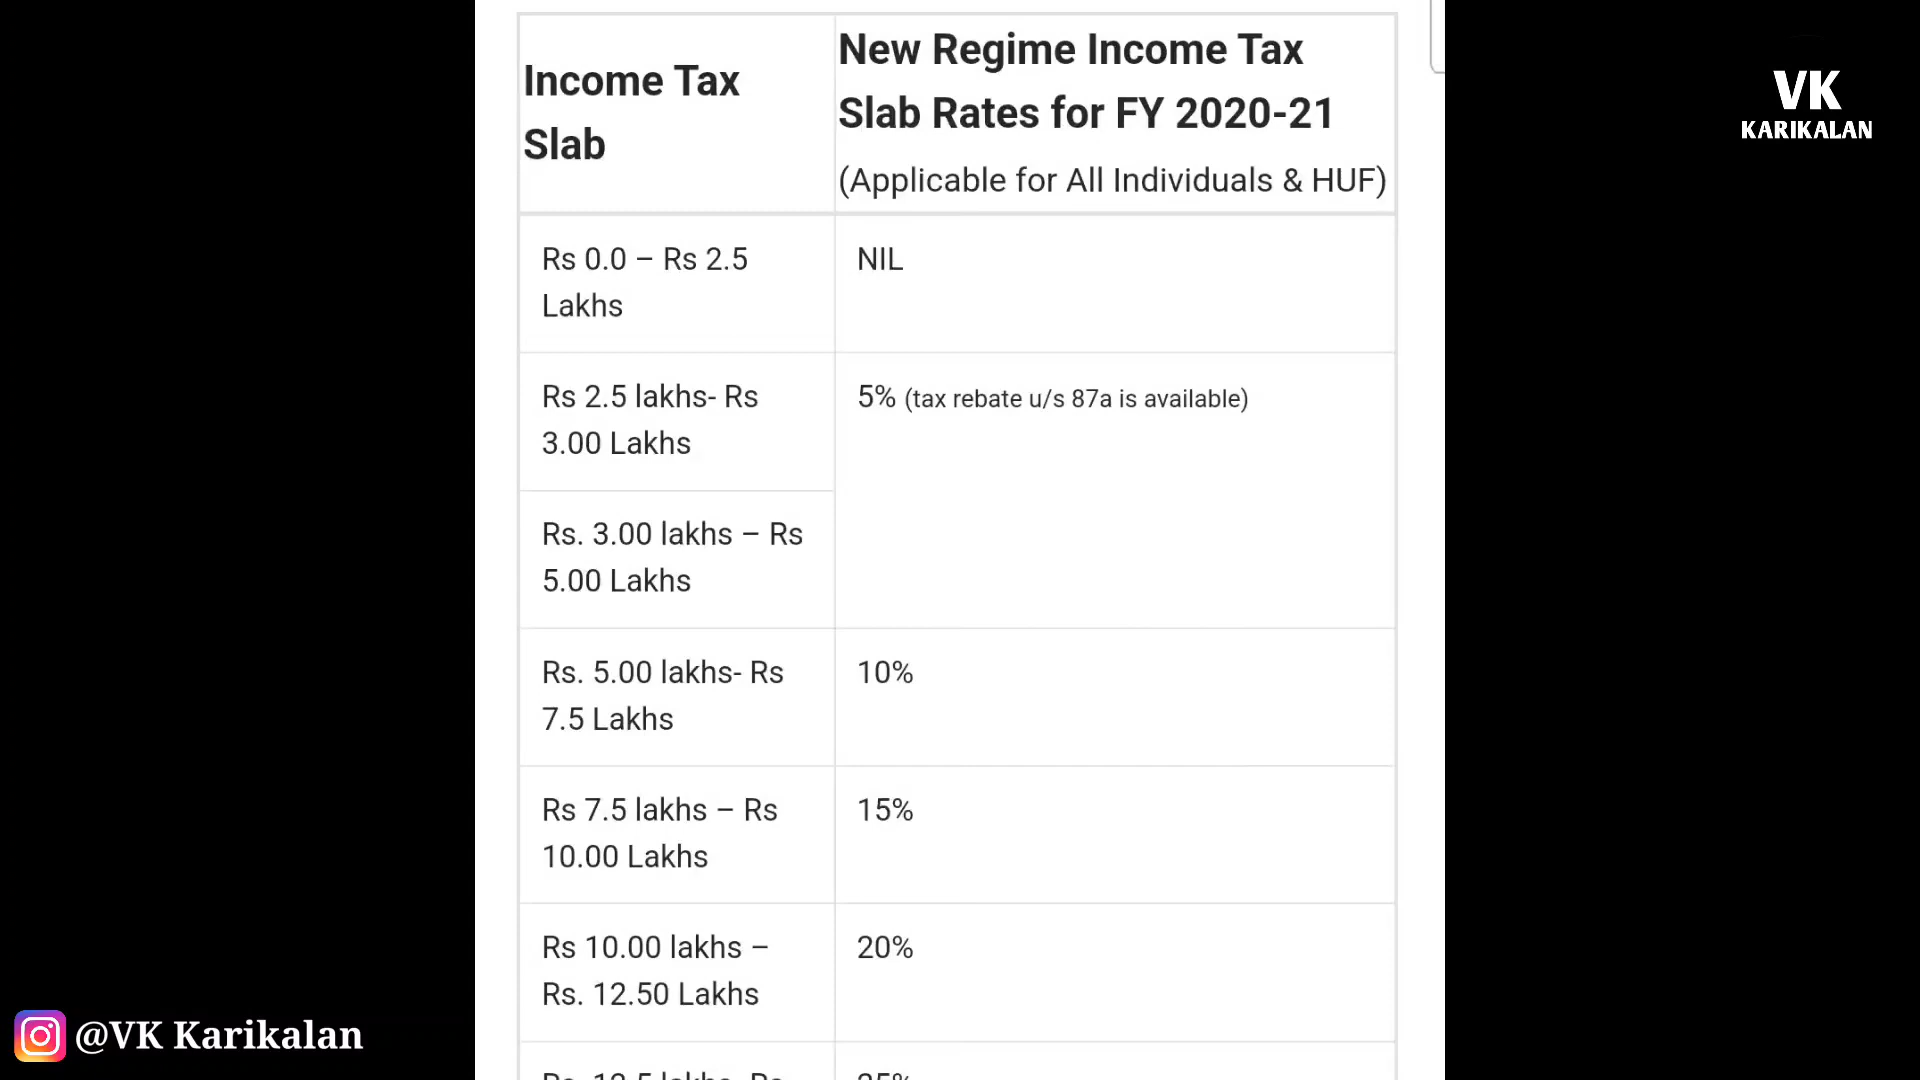 Income Tax
Slab
New Regime Income Tax
Slab Rates for FY 2020-21
(Applicable for All Individuals & HUF)
Rs 0.0 – Rs 2.5
Lakhs
NIL
Rs 2.5 lakhs- Rs
3.00 Lakhs
5% (tax rebate u/s 87a is available)
Rs. 3.00 lakhs – Rs
5.00 Lakhs
Rs. 5.00 lakhs- Rs
7.5 Lakhs
10%
Rs 7.5 lakhs – Rs
10.00 Lakhs
15%
Rs 10.00 lakhs –
Rs. 12.50 Lakhs
20%
VK
KARIKALAN
@VK Karikalan